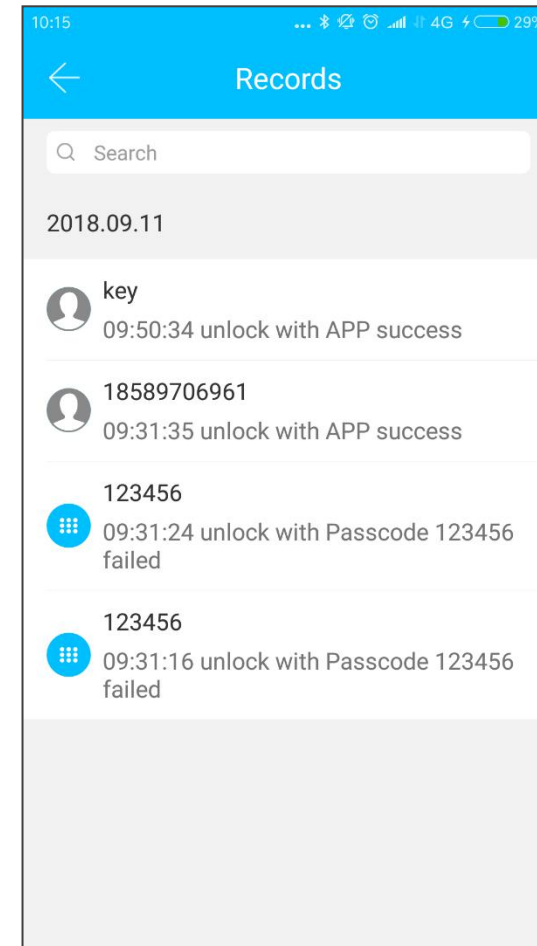 10:15 ... 4G 29%
Records
Search
2018.09.11
key
09:50:34 unlock with APP success
18589706961
09:31:35 unlock with APP success
123456
09:31:24 unlock with Passcode 123456
failed
123456
09:31:16 unlock with Passcode 123456
failed